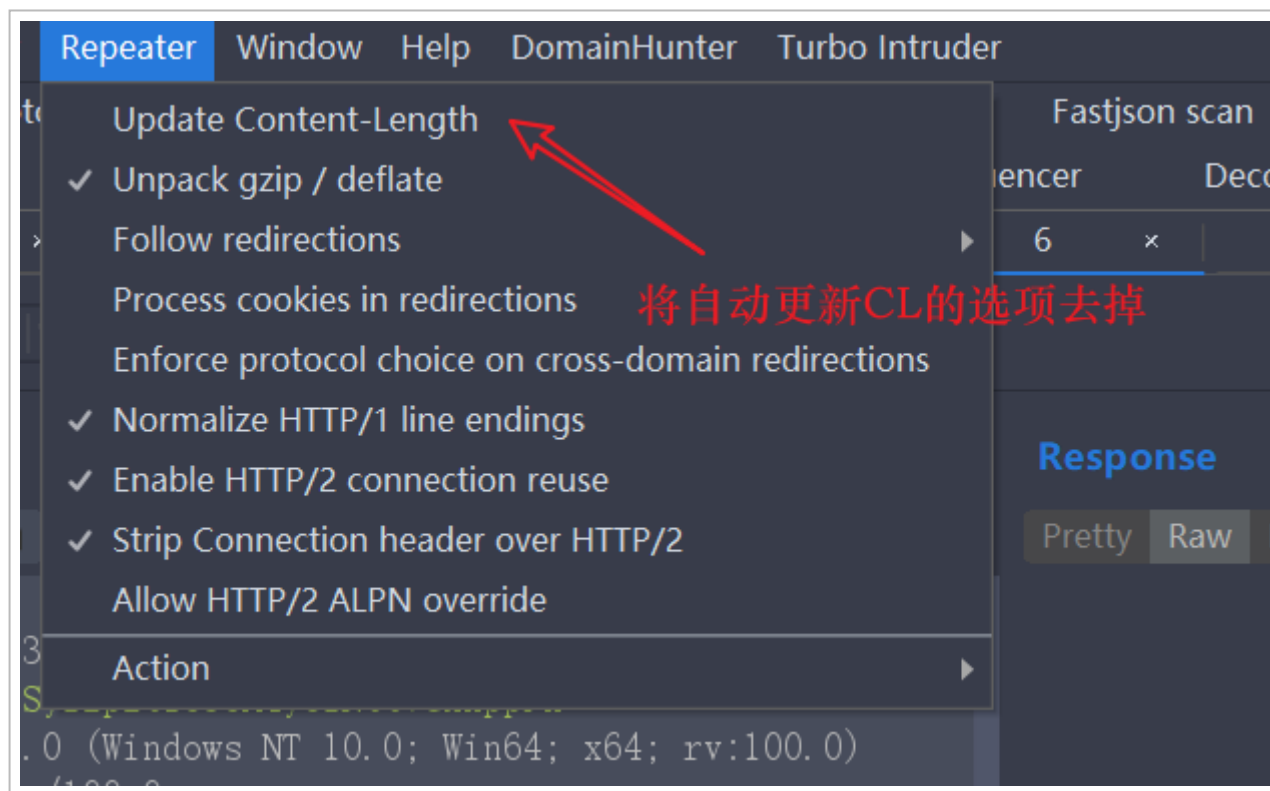 Repeater Window Help DomainHunter Turbo Intruder
Update Content-Length
Fastjson scan
Unpack gzip / deflate
Follow redirections
6 ×
Process cookies in redirections
将自动更新CL的选项去掉
Enforce protocol choice on cross-domain redirections
Normalize HTTP/1 line endings
Response
Enable HTTP/2 connection reuse
Strip Connection header over HTTP/2
Pretty Raw
Allow HTTP/2 ALPN override
3
Action
.0 (Windows NT 10.0; Win64; x64; rv:100.0)